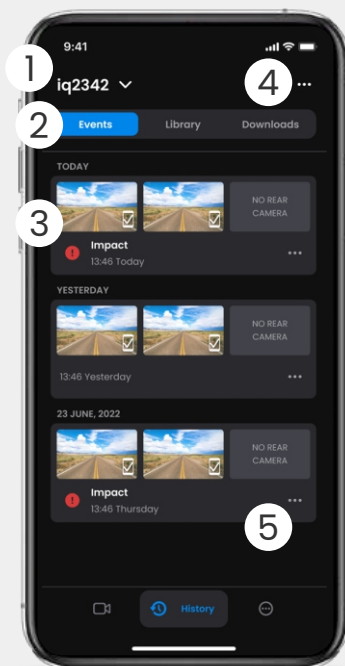 9:41
1
iq2342
4
2
Events Library Downloads
TODAY
NO REAR
CAMERA
3
Impact
13:46 Today
YESTERDAY
NO REAR
CAMERA
13:46 Yesterday
23 JUNE, 2022
NO REAR
CAMERA
Impact
13:46 Thursday
5
History